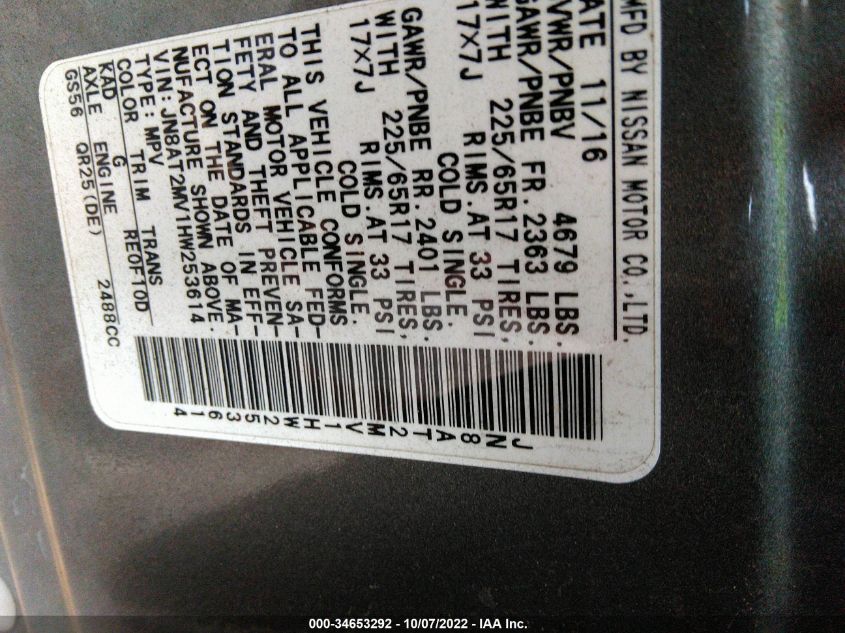 MFD BY NISSAN MOTOR CO.,LTD.
ATE 11/16
VWR/PNBV 4679 LBS.
GAWR/PNBE FR. 2363 LBS.
WITH 225/65R17 TIRES,
17X7J RIMS.AT 33 PSI
COLD SINGLE.
GAWR/PNBE RR. 2401 LBS.
WITH 225/65R17 TIRES,
17X7J RIMS.AT 33 PSI
COLD SINGLE.
THIS VEHICLE CONFORMS
TO ALL APPLICABLE FED-
ERAL MOTOR VEHICLE SA-
FETY AND THEFT PREVEN-
TION STANDARDS IN EFF-
ECT ON THE DATE OF MA-
NUFACTURE SHOWN ABOVE.
VIN:JN8AT2MV1HW253614
TYPE:MPV
COLOR TRIM TRANS
KAD G RE0F10D
AXLE ENGINE
GS56 QR25(DE) 2488CC
JN8AT2MV1HW253614
000-34653292 - 10/07/2022 - IAA Inc.